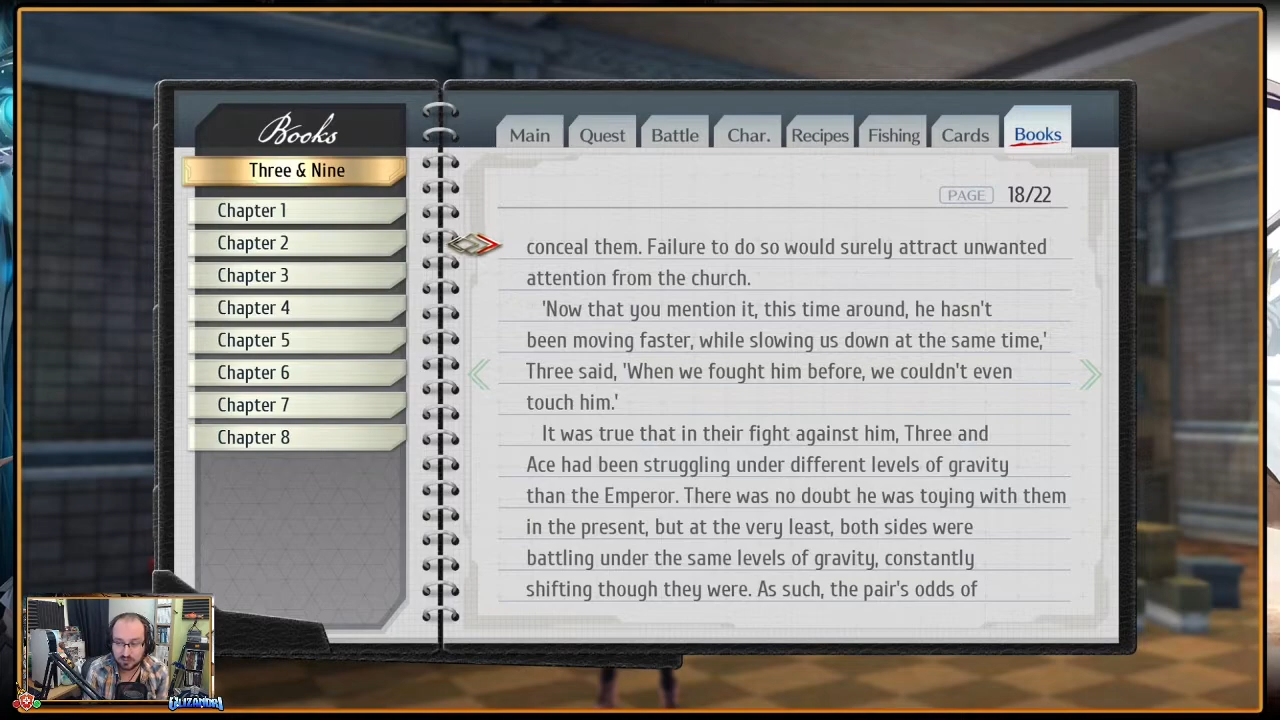 Books
Three & Nine
Chapter 1
Chapter 2
Chapter 3
Chapter 4
Chapter 5
Chapter 6
Chapter 7
Chapter 8
Main
Quest
Battle
Char.
Recipes
Fishing
Cards
Books
PAGE 18/22
conceal them. Failure to do so would surely attract unwanted
attention from the church.
'Now that you mention it, this time around, he hasn't
been moving faster, while slowing us down at the same time,'
Three said, 'When we fought him before, we couldn't even
touch him.'
It was true that in their fight against him, Three and
Ace had been struggling under different levels of gravity
than the Emperor. There was no doubt he was toying with them
in the present, but at the very least, both sides were
battling under the same levels of gravity, constantly
shifting though they were. As such, the pair's odds of